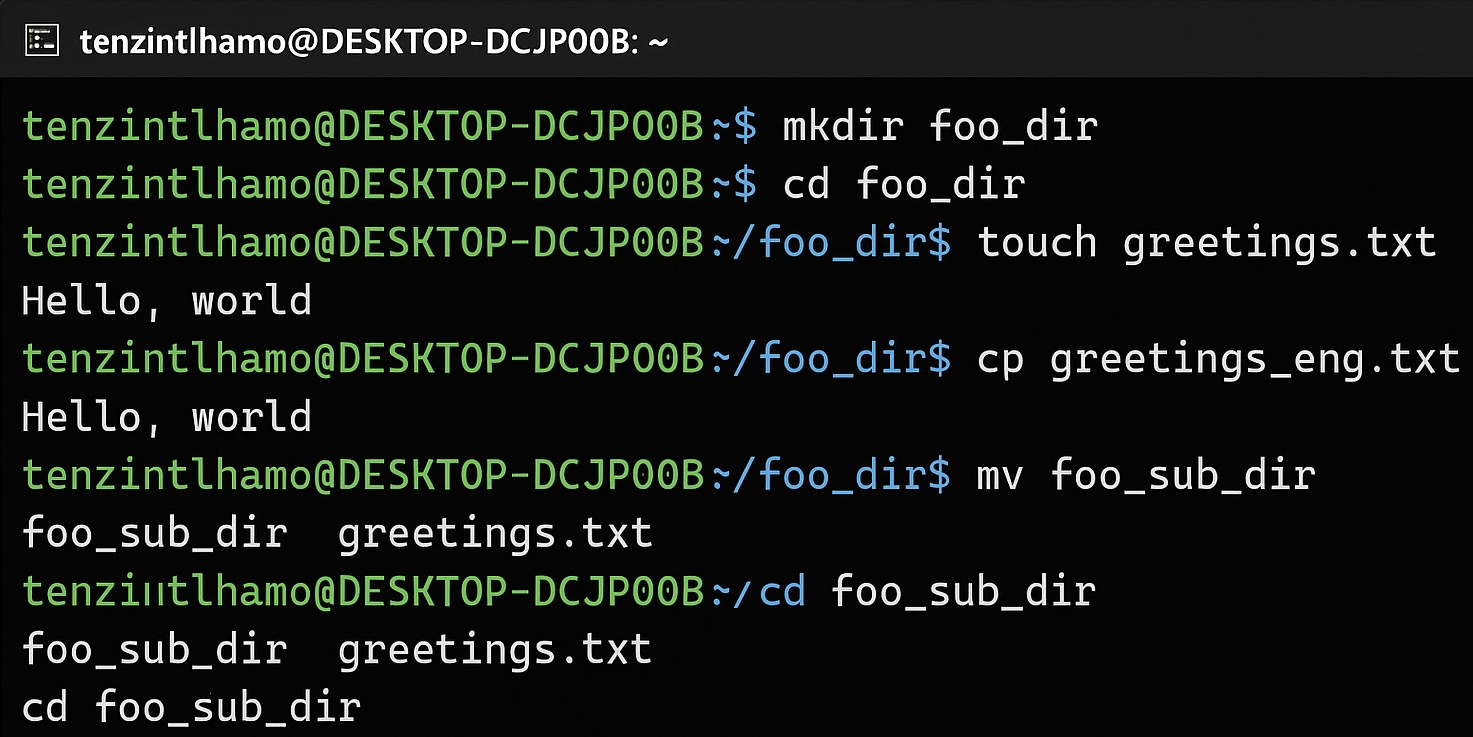 tenzintlhamo@DESKTOP-DCJP00B: ~
tenzintlhamo@DESKTOP-DCJPO0B:~$ mkdir foo_dir
tenzintlhamo@DESKTOP-DCJP00B:~$ cd foo_dir
tenzintlhamo@DESKTOP-DCJP00B:~/foo_dir$ touch greetings.txt
Hello, world
tenzintlhamo@DESKTOP-DCJP00B:~/foo_dir$ cp greetings_eng.txt
Hello, world
tenzintlhamo@DESKTOP-DCJP00B:~/foo_dir$ mv foo_sub_dir
foo_sub_dir  greetings.txt
tenzintlhamo@DESKTOP-DCJP00B:~/cd foo_sub_dir
foo_sub_dir  greetings.txt
cd foo_sub_dir